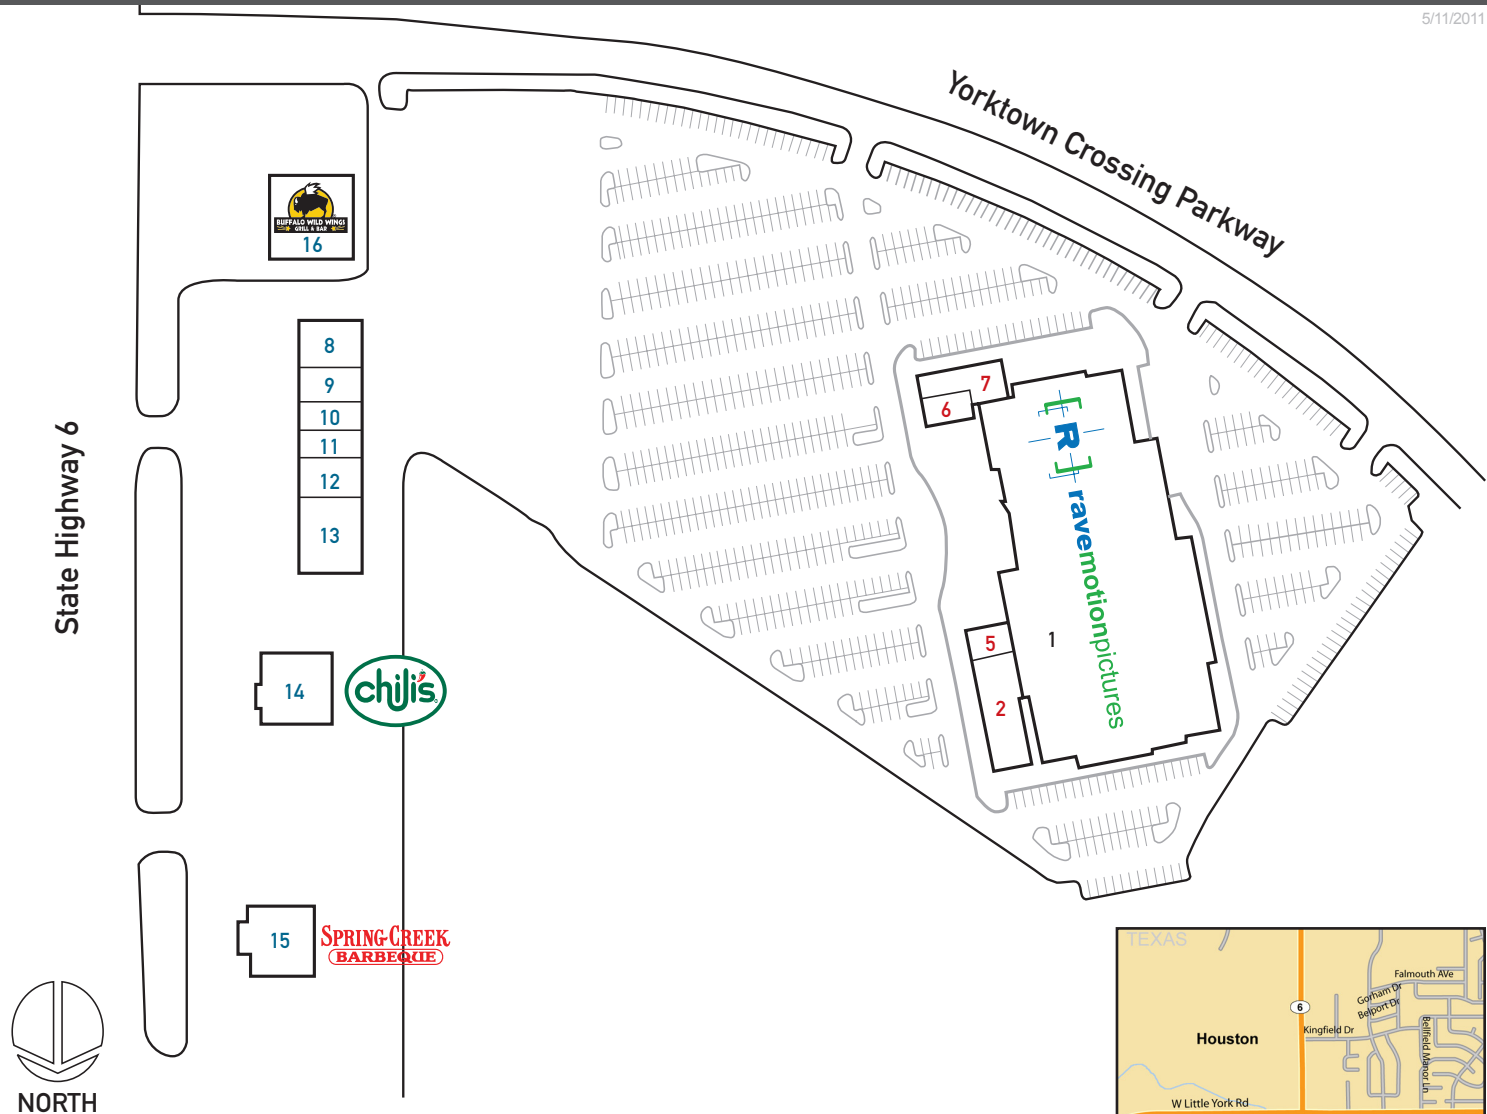 5/11/2011
Yorktown Crossing Parkway
BUFFALO WILD WINGS
GRILL & BAR
16
8
9
10
11
12
13
State Highway 6
7
6
R
ravemotionpictures
1
5
2
14
chili's
15
SPRING-CREEK
BARBEQUE
NORTH
TEXAS
Falmouth AVe
Gorham Dr
Belport Dr
6
Kingfield Dr
Houston
Bellfield Manor Ln
W Little York Rd